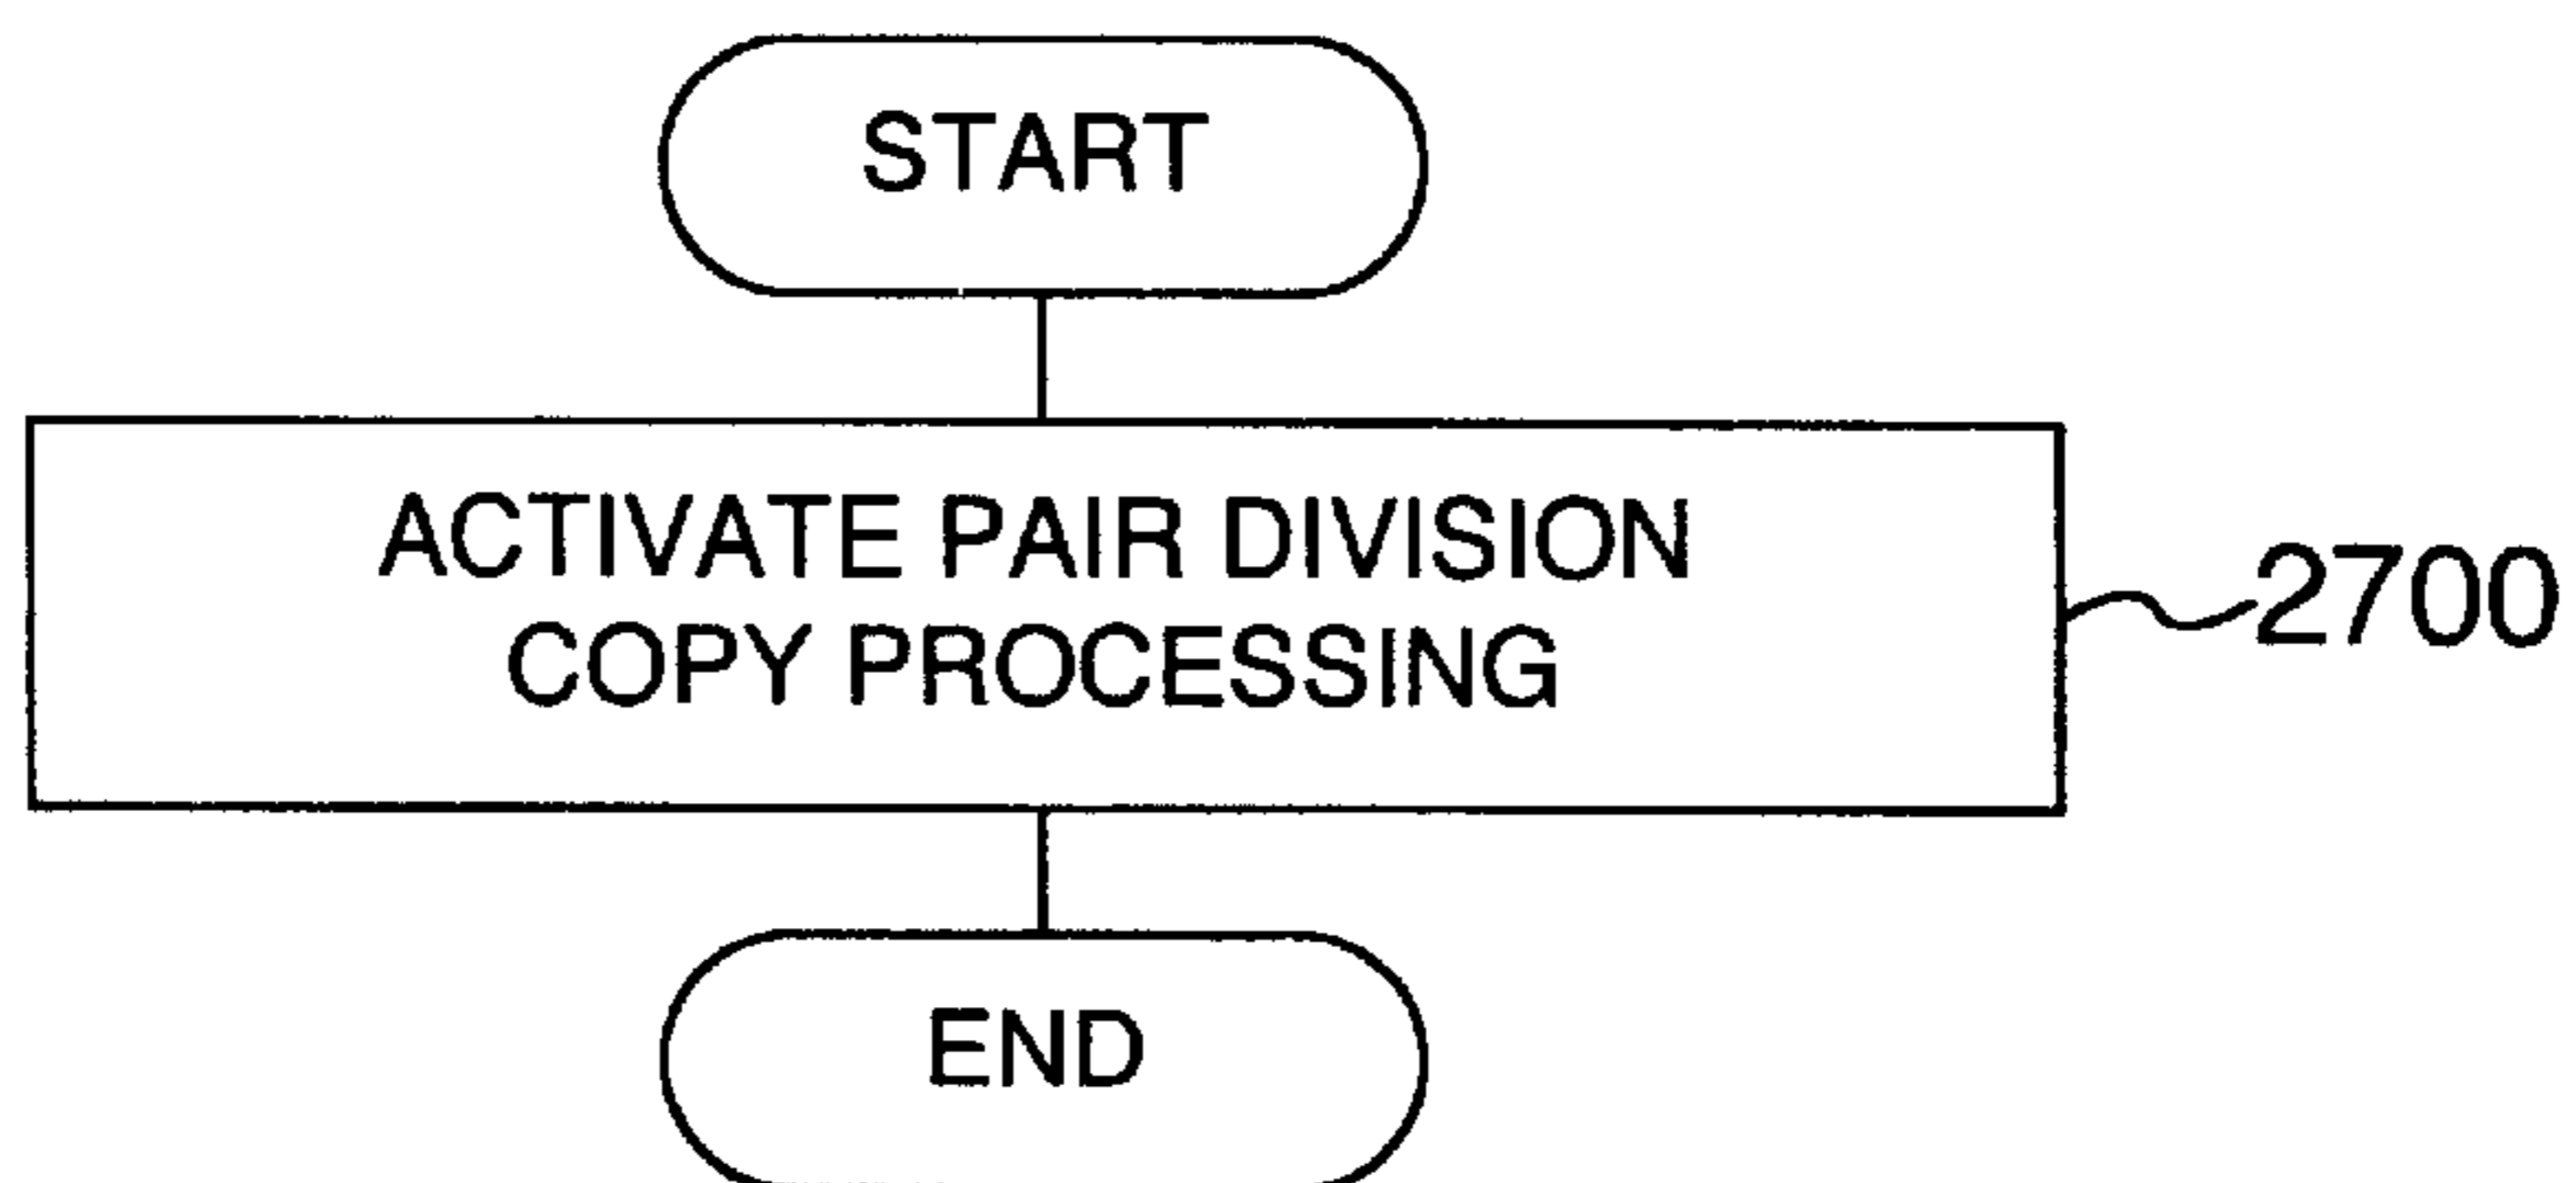 START
ACTIVATE PAIR DIVISION
COPY PROCESSING
2700
END